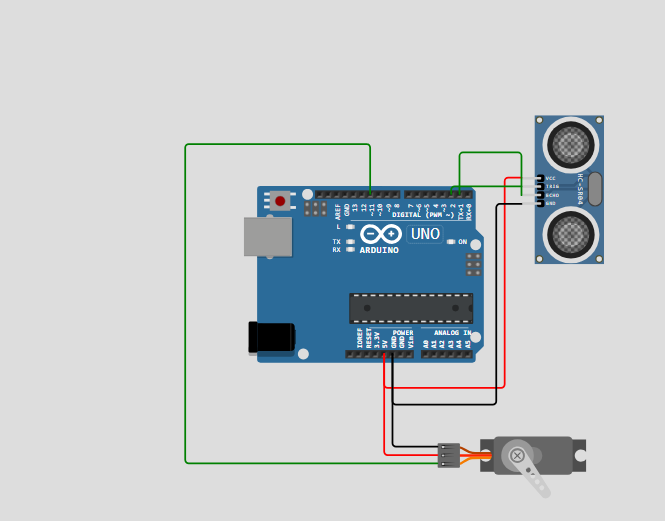 AREF
GND
13
12
~11
~10
~9
8
7
~6
~5
4
~3
2
TX→1
RX←0
DIGITAL (PWM ~)
L
TX
RX
UNO
ON
ARDUINO
VCC
TRIG
ECHO
GND
HC-SR04
IOREF
RESET
3.3V
5V
GND
GND
Vin
POWER
ANALOG IN
A0
A1
A2
A3
A4
A5